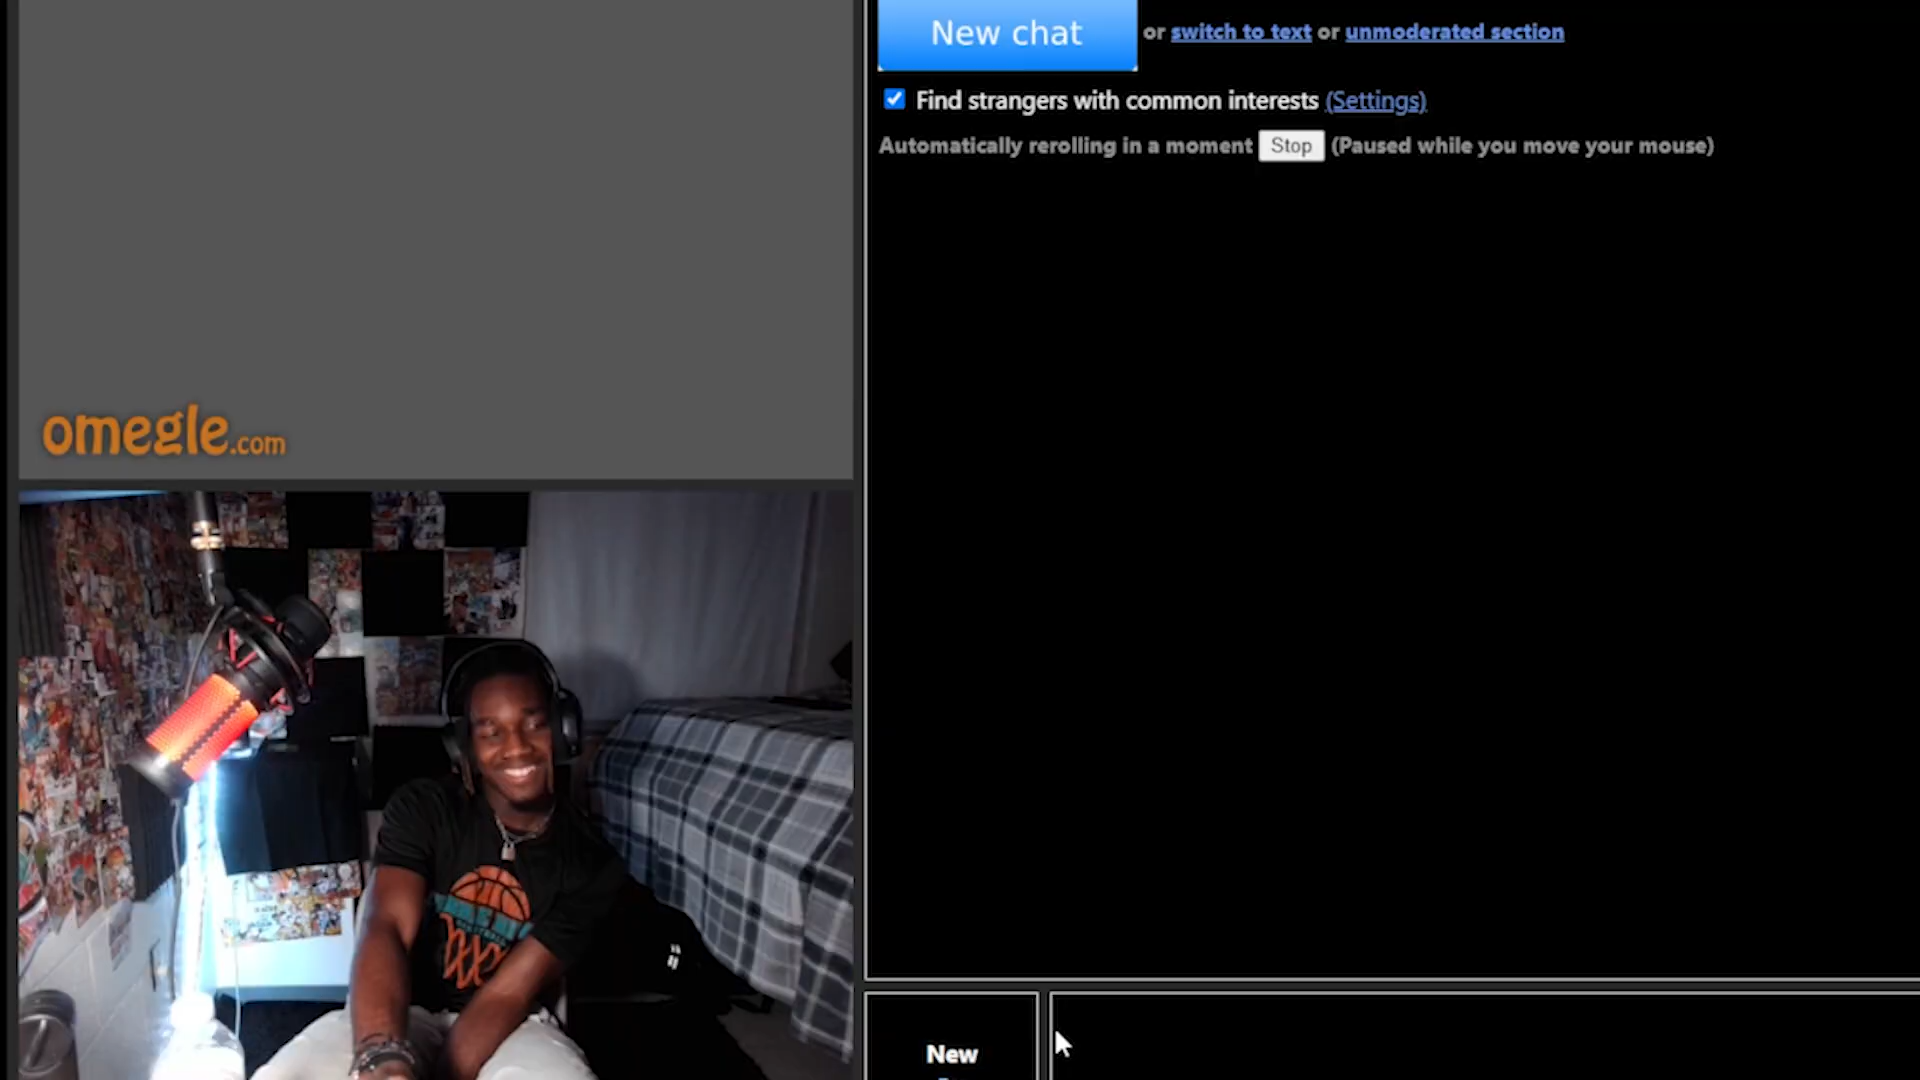 New chat or switch to text or unmoderated section
Find strangers with common interests (Settings)
Automatically rerolling in a moment Stop (Paused while you move your mouse)
omegle.com
New